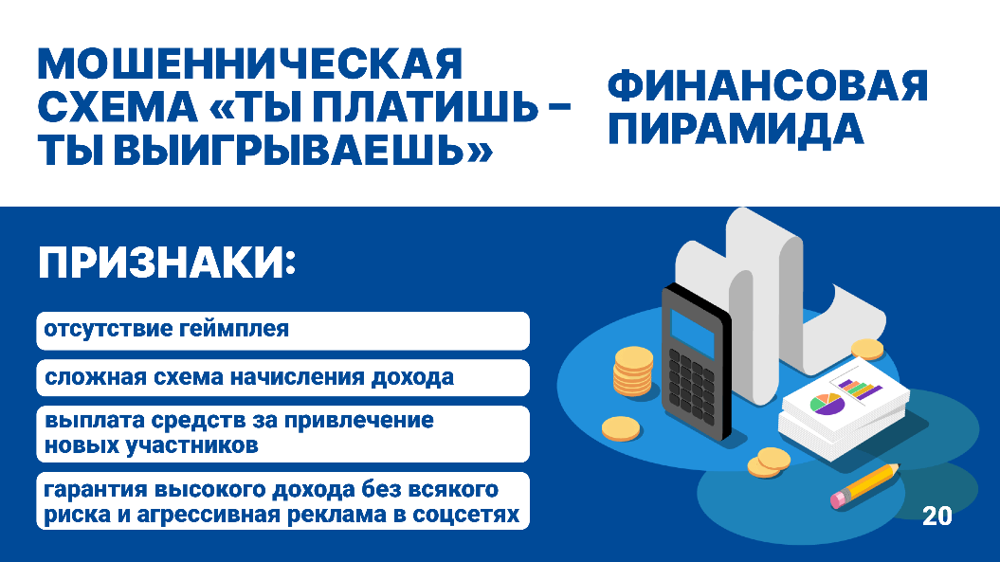 МОШЕННИЧЕСКАЯ
СХЕМА «ТЫ ПЛАТИШЬ –
ТЫ ВЫИГРЫВАЕШЬ»
ФИНАНСОВАЯ
ПИРАМИДА
ПРИЗНАКИ:
отсутствие геймплея
сложная схема начисления дохода
выплата средств за привлечение
новых участников
гарантия высокого дохода без всякого
риска и агрессивная реклама в соцсетях
20